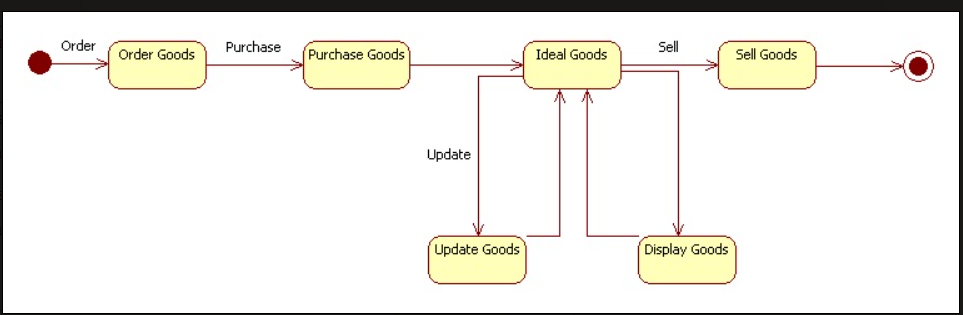 Order
Order Goods
Purchase
Purchase Goods
Ideal Goods
Sell
Sell Goods
Update
Update Goods
Display Goods